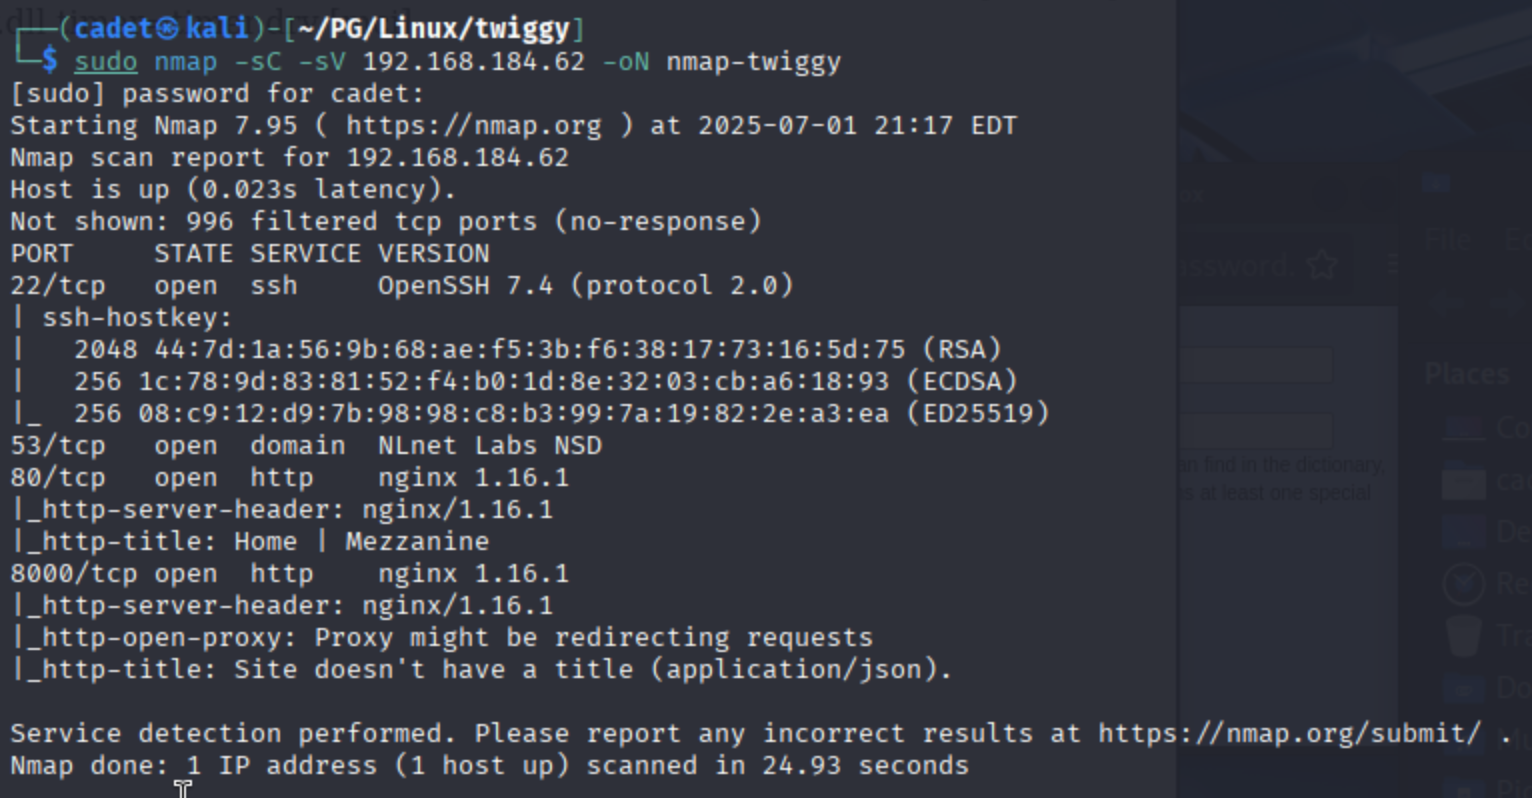 ┌──(cadet㉿kali)-[~/PG/Linux/twiggy]
└─$ sudo nmap -sC -sV 192.168.184.62 -oN nmap-twiggy
[sudo] password for cadet:
Starting Nmap 7.95 ( https://nmap.org ) at 2025-07-01 21:17 EDT
Nmap scan report for 192.168.184.62
Host is up (0.023s latency).
Not shown: 996 filtered tcp ports (no-response)
PORT     STATE SERVICE VERSION
22/tcp   open  ssh     OpenSSH 7.4 (protocol 2.0)
| ssh-hostkey:
|   2048 44:7d:1a:56:9b:68:ae:f5:3b:f6:38:17:73:16:5d:75 (RSA)
|   256 1c:78:9d:83:81:52:f4:b0:1d:8e:32:03:cb:a6:18:93 (ECDSA)
|_  256 08:c9:12:d9:7b:98:98:c8:b3:99:7a:19:82:2e:a3:ea (ED25519)
53/tcp   open  domain  NLnet Labs NSD
80/tcp   open  http    nginx 1.16.1
|_http-server-header: nginx/1.16.1
|_http-title: Home | Mezzanine
8000/tcp open  http    nginx 1.16.1
|_http-server-header: nginx/1.16.1
|_http-open-proxy: Proxy might be redirecting requests
|_http-title: Site doesn't have a title (application/json).
Service detection performed. Please report any incorrect results at https://nmap.org/submit/ .
Nmap done: 1 IP address (1 host up) scanned in 24.93 seconds
File
Places
an find in the dictionary,
s at least one special